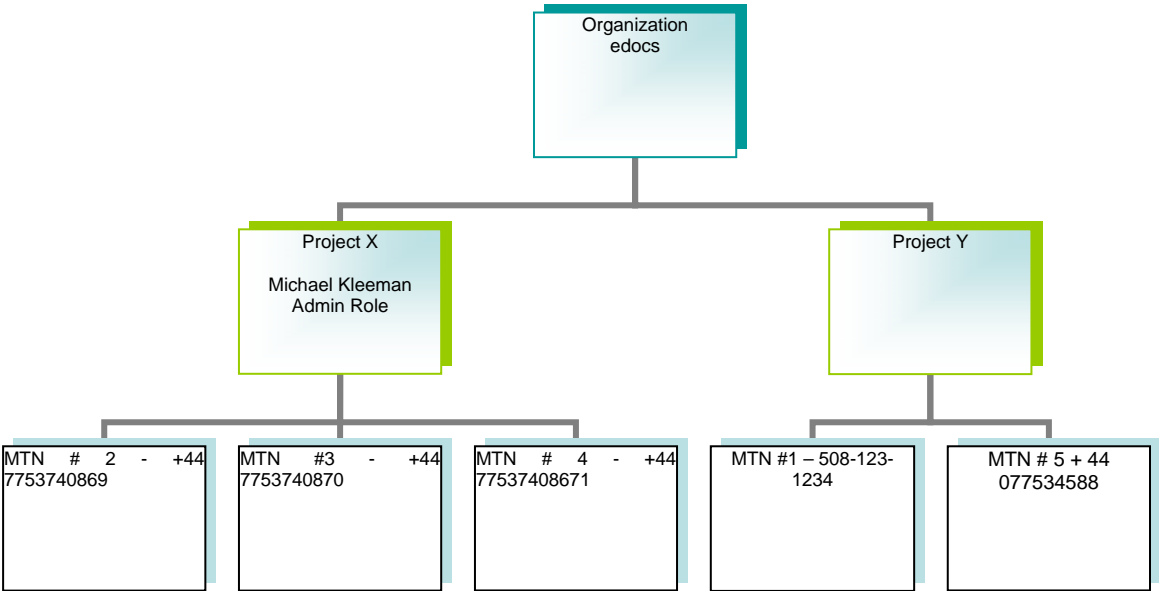 Organization
edocs
Project X
Michael Kleeman
Admin Role
Project Y
MTN # 2 - +44
7753740869
MTN #3 - +44
7753740870
MTN # 4 - +44
77537408671
MTN #1 – 508-123-
1234
MTN # 5 + 44
077534588